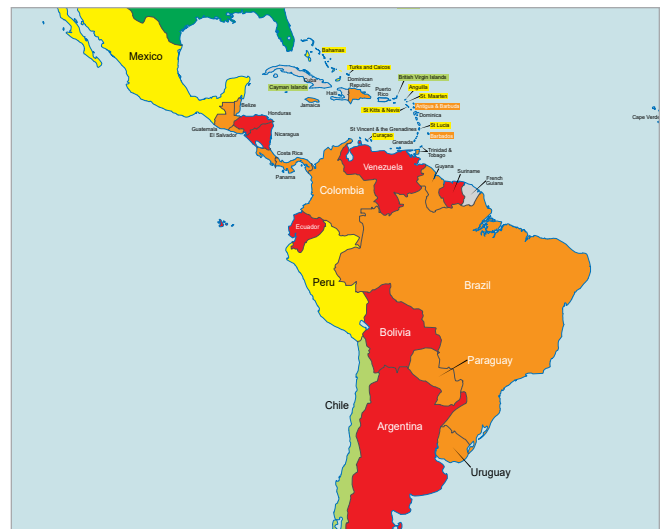 Mexico
Bahamas
Turks and Caicos
Cuba
Cayman Islands
Dominican
Republic
British Virgin Islands
Haiti
Puerto
Rico
Anguilla
St. Maarten
Jamaica
St Kitts & Nevis
Antigua & Barbuda
Belize
Dominica
Honduras
Cape Verde
St Lucia
Guatemala
El Salvador
Nicaragua
St Vincent & the Grenadines
Curaçao
Barbados
Grenada
Costa Rica
Trinidad &
Tobago
Panama
Venezuela
Guyana
Suriname
French
Guiana
Colombia
Ecuador
Peru
Brazil
Bolivia
Paraguay
Chile
Argentina
Uruguay